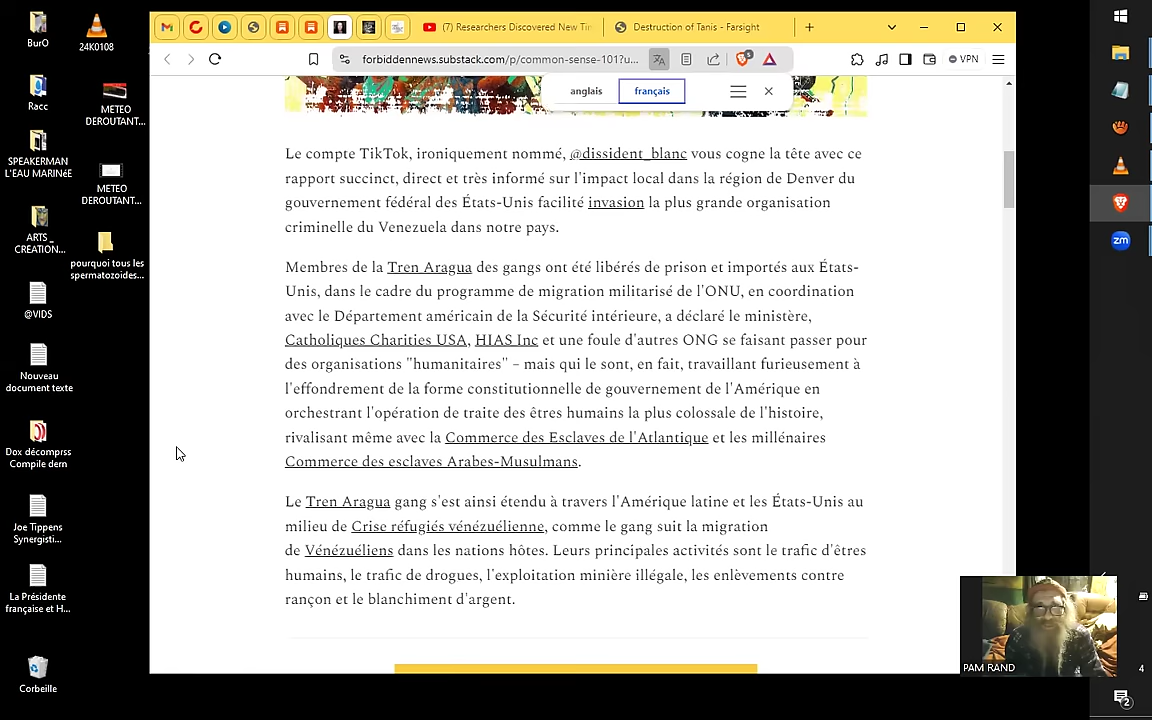 BurO
24K0108
Racc
METEO
DEROUTANT...
SPEAKERMAN
L'EAU MARINéE
METEO
DEROUTANT...
ARTS _
CREATION...
pourquoi tous les
spermatozoides...
@VIDS
Nouveau
document texte
Dox décomprss
Compile dern
Joe Tippens
Synergisti...
La Présidente
française et H...
Corbeille
(7) Researchers Discovered New Tin
Destruction of Tanis - Farsight
forbiddennews.substack.com/p/common-sense-101?u...
5
VPN
anglais
français
Le compte TikTok, ironiquement nommé, @dissident_blanc vous cogne la tête avec ce
rapport succinct, direct et très informé sur l'impact local dans la région de Denver du
gouvernement fédéral des États-Unis facilité invasion la plus grande organisation
criminelle du Venezuela dans notre pays.
Membres de la Tren Aragua des gangs ont été libérés de prison et importés aux États-
Unis, dans le cadre du programme de migration militarisé de l'ONU, en coordination
avec le Département américain de la Sécurité intérieure, a déclaré le ministère,
Catholiques Charities USA, HIAS Inc et une foule d'autres ONG se faisant passer pour
des organisations "humanitaires" – mais qui le sont, en fait, travaillant furieusement à
l'effondrement de la forme constitutionnelle de gouvernement de l'Amérique en
orchestrant l'opération de traite des êtres humains la plus colossale de l'histoire,
rivalisant même avec la Commerce des Esclaves de l'Atlantique et les millénaires
Commerce des esclaves Arabes-Musulmans.
Le Tren Aragua gang s'est ainsi étendu à travers l'Amérique latine et les États-Unis au
milieu de Crise réfugiés vénézuélienne, comme le gang suit la migration
de Vénézuéliens dans les nations hôtes. Leurs principales activités sont le trafic d'êtres
humains, le trafic de drogues, l'exploitation minière illégale, les enlèvements contre
rançon et le blanchiment d'argent.
zm
PAM RAND
4
2